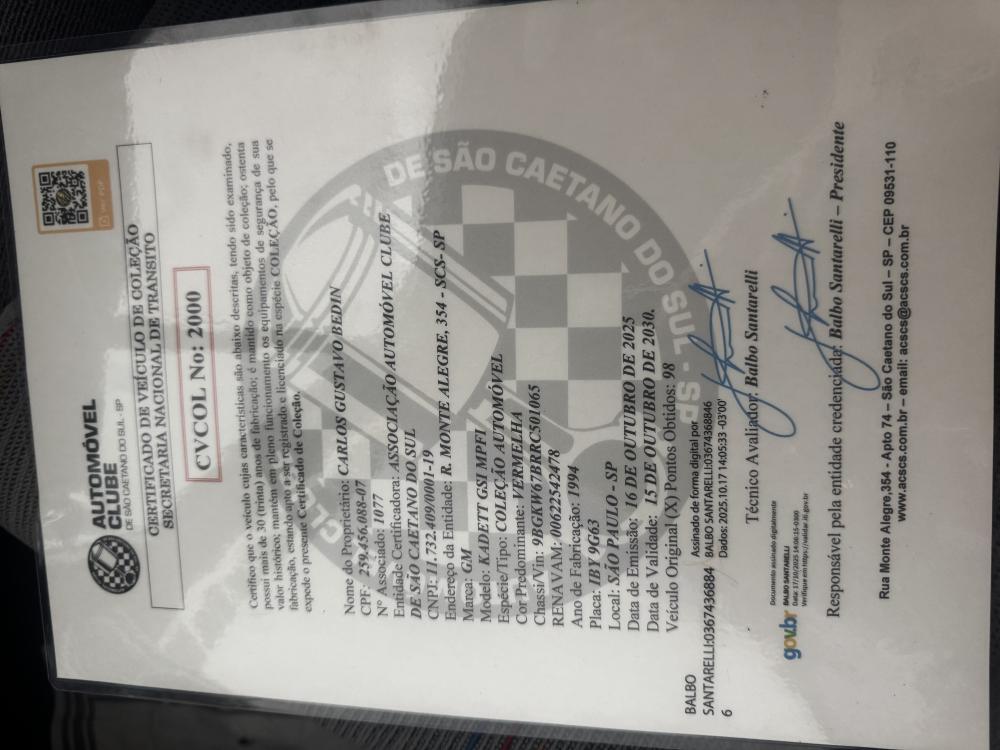 AUTOMÓVEL
CLUBE
DE SÃO CAETANO DO SUL - SP
Ver PDF
CERTIFICADO DE VEÍCULO DE COLEÇÃO
SECRETARIA NACIONAL DE TRANSITO
CVCOL No: 2000
Certifico que o veículo cujas características são abaixo descritas, tendo sido examinado,
possui mais de 30 (trinta) anos de fabricação; é mantido como objeto de coleção; ostenta
valor histórico; mantém em pleno funcionamento os equipamentos de segurança de sua
fabricação, estando apto a ser registrado e licenciado na espécie COLEÇÃO, pelo que se
expede o presente Certificado de Coleção.
DE SÃO CAETANO DO SUL - SP
Nome do Proprietário: CARLOS GUSTAVO BEDIN
CPF: 259.456.088-07
Nº Associado: 1077
Entidade Certificadora: ASSOCIAÇÃO AUTOMÓVEL CLUBE
DE SÃO CAETANO DO SUL
CNPJ: 11.732.409/0001-19
Endereço da Entidade: R. MONTE ALEGRE, 354 - SCS- SP
Marca: GM
Modelo: KADETT GSI MPFI
Espécie/Tipo: COLEÇÃO AUTOMÓVEL
Cor Predominante: VERMELHA
Chassi/Vim: 9BGKW67BRRC501065
RENAVAM: 00622542478
Ano de Fabricação: 1994
Placa: IBY 9G63
Local: SÃO PAULO - SP
Data de Emissão: 16 DE OUTUBRO DE 2025
Data de Validade: 15 DE OUTUBRO DE 2030.
Veículo Original (X) Pontos Obtidos: 98
BALBO
SANTARELLI:0367436884
6
Assinado de forma digital por
BALBO SANTARELLI:03674368846
Dados: 2025.10.17 14:05:33 -03'00'
Técnico Avaliador: Balbo Santarelli
gov.br
Documento assinado digitalmente
BALBO SANTARELLI
Data: 17/10/2025 14:06:15-0300
Verifique em https://validar.iti.gov.br
Responsável pela entidade credenciada: Balbo Santarelli – Presidente
Rua Monte Alegre,354 - Apto 74 – São Caetano do Sul – SP – CEP 09531-110
www.acscs.com.br – email: acscs@acscs.com.br